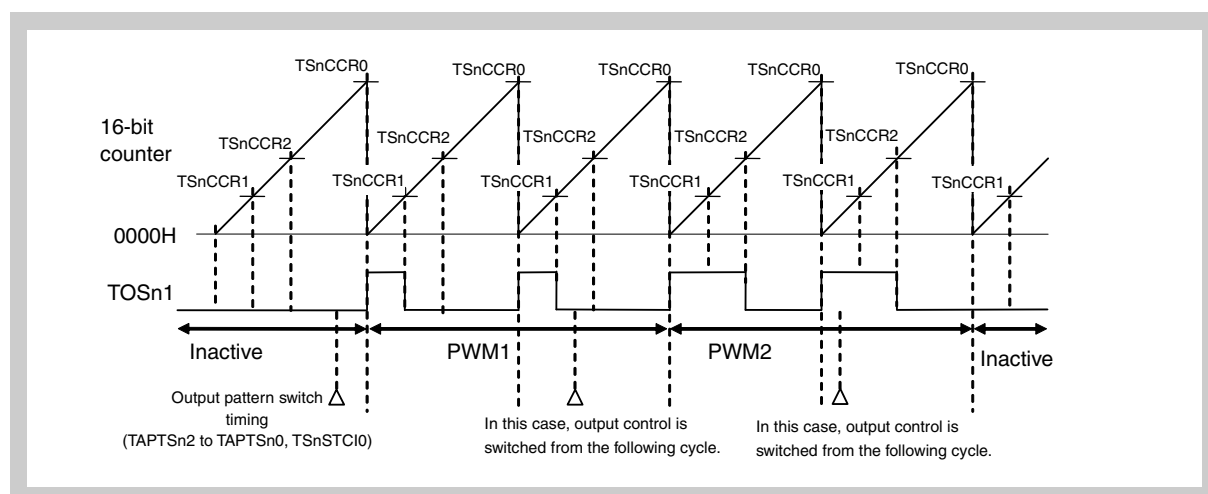 TSnCCR0 TSnCCR0 TSnCCR0 TSnCCR0 TSnCCR0
16-bit
counter
TSnCCR2 TSnCCR2 TSnCCR2 TSnCCR2 TSnCCR2
TSnCCR1 TSnCCR1 TSnCCR1 TSnCCR1 TSnCCR1 TSnCCR1
0000H
TOSn1
Inactive PWM1 PWM2 Inactive
Output pattern switch
timing
(TAPTSn2 to TAPTSn0, TSnSTCI0)
In this case, output control is
switched from the following cycle.
In this case, output control is
switched from the following cycle.